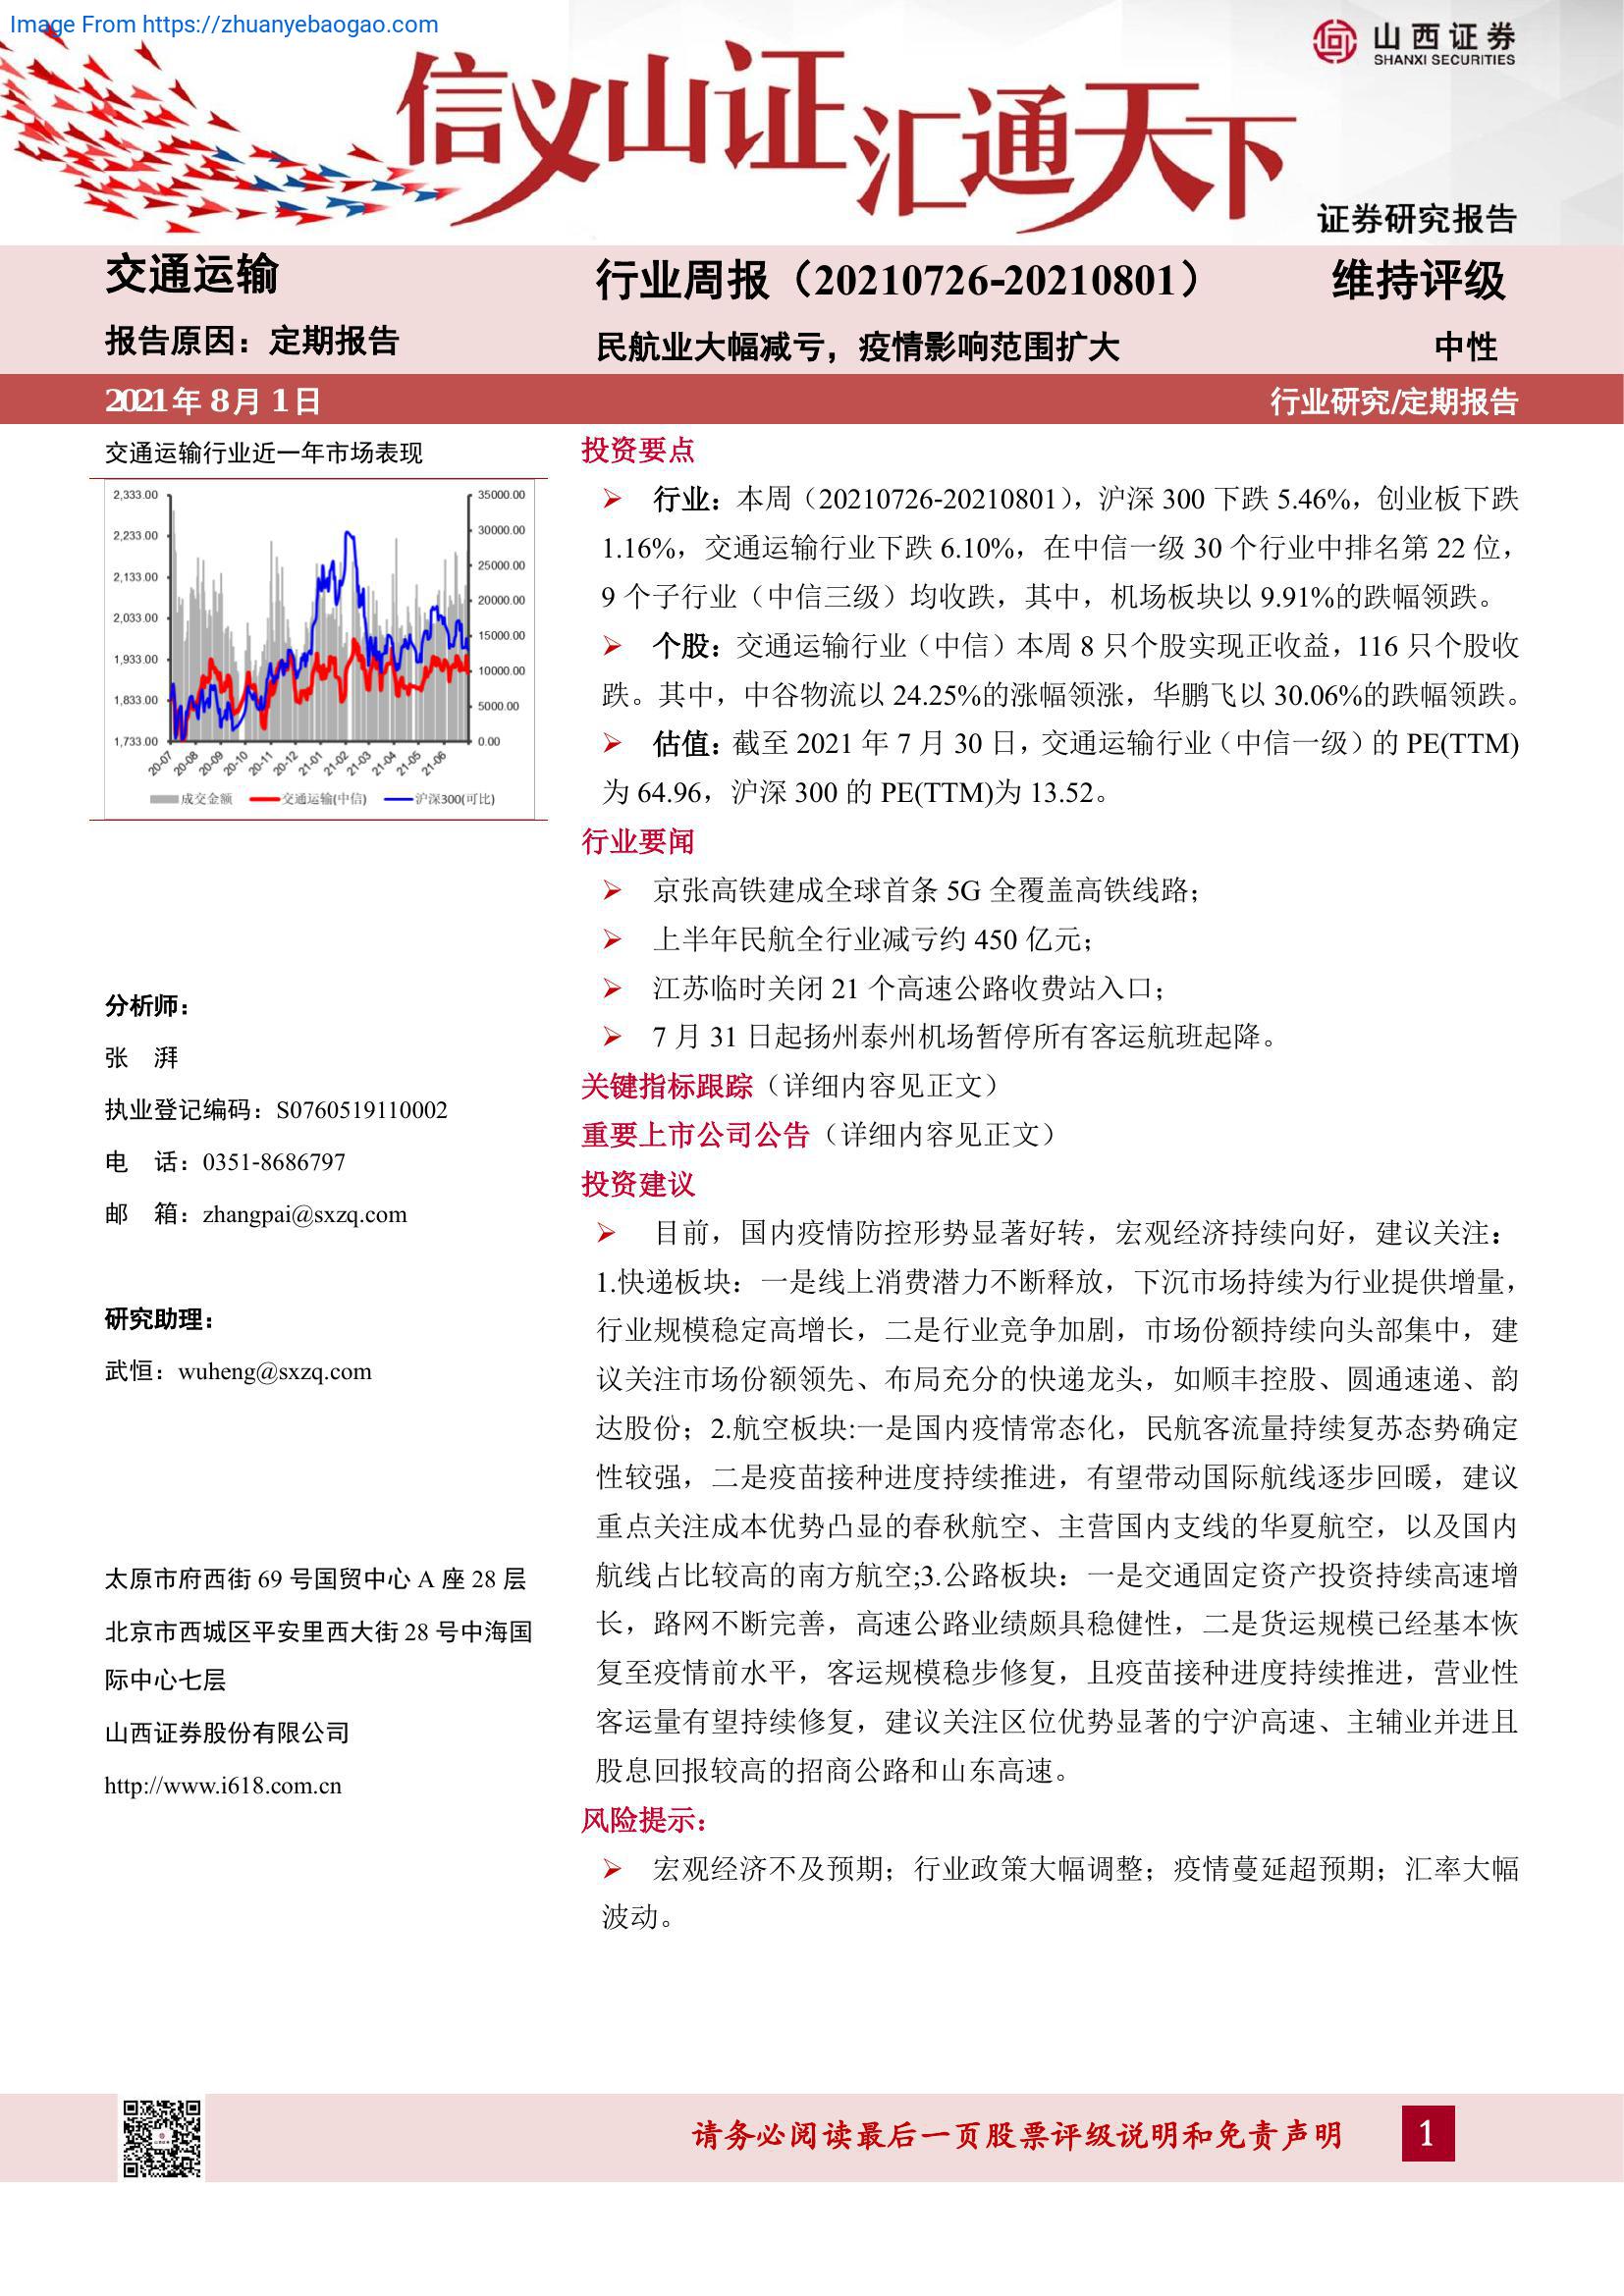 Image From https://zhuanyebaogao.com
山西证券
SHANXI SECURITIES
信义山证汇通天下
证券研究报告
交通运输
报告原因：定期报告
行业周报（20210726-20210801）
维持评级
民航业大幅减亏，疫情影响范围扩大
中性
2021年 8月 1日
行业研究/定期报告
交通运输行业近一年市场表现
2,333.00
2,233.00
2,133.00
2,033.00
1,933.00
1,833.00
1,733.00
35000.00
30000.00
25000.00
20000.00
15000.00
10000.00
5000.00
0.00
20-07
20-08
20-09
20-10
20-11
20-12
21-01
21-02
21-03
21-04
21-05
21-06
成交金额 交通运输(中信) 沪深300(可比)
分析师：
张 湃
执业登记编码：S0760519110002
电 话：0351-8686797
邮 箱：zhangpai@sxzq.com
研究助理：
武恒：wuheng@sxzq.com
太原市府西街 69 号国贸中心 A 座 28 层
北京市西城区平安里西大街 28 号中海国
际中心七层
山西证券股份有限公司
http://www.i618.com.cn
投资要点
➢ 行业：本周（20210726-20210801），沪深 300 下跌 5.46%，创业板下跌
1.16%，交通运输行业下跌 6.10%，在中信一级 30 个行业中排名第 22 位，
9 个子行业（中信三级）均收跌，其中，机场板块以 9.91%的跌幅领跌。
➢ 个股：交通运输行业（中信）本周 8 只个股实现正收益，116 只个股收
跌。其中，中谷物流以 24.25%的涨幅领涨，华鹏飞以 30.06%的跌幅领跌。
➢ 估值：截至 2021 年 7 月 30 日，交通运输行业（中信一级）的 PE(TTM)
为 64.96，沪深 300 的 PE(TTM)为 13.52。
行业要闻
➢ 京张高铁建成全球首条 5G 全覆盖高铁线路；
➢ 上半年民航全行业减亏约 450 亿元；
➢ 江苏临时关闭 21 个高速公路收费站入口；
➢ 7 月 31 日起扬州泰州机场暂停所有客运航班起降。
关键指标跟踪（详细内容见正文）
重要上市公司公告（详细内容见正文）
投资建议
➢ 目前，国内疫情防控形势显著好转，宏观经济持续向好，建议关注：
1.快递板块：一是线上消费潜力不断释放，下沉市场持续为行业提供增量，
行业规模稳定高增长，二是行业竞争加剧，市场份额持续向头部集中，建
议关注市场份额领先、布局充分的快递龙头，如顺丰控股、圆通速递、韵
达股份；2.航空板块:一是国内疫情常态化，民航客流量持续复苏态势确定
性较强，二是疫苗接种进度持续推进，有望带动国际航线逐步回暖，建议
重点关注成本优势凸显的春秋航空、主营国内支线的华夏航空，以及国内
航线占比较高的南方航空;3.公路板块：一是交通固定资产投资持续高速增
长，路网不断完善，高速公路业绩颇具稳健性，二是货运规模已经基本恢
复至疫情前水平，客运规模稳步修复，且疫苗接种进度持续推进，营业性
客运量有望持续修复，建议关注区位优势显著的宁沪高速、主辅业并进且
股息回报较高的招商公路和山东高速。
风险提示：
➢ 宏观经济不及预期；行业政策大幅调整；疫情蔓延超预期；汇率大幅
波动。
请务必阅读最后一页股票评级说明和免责声明
1